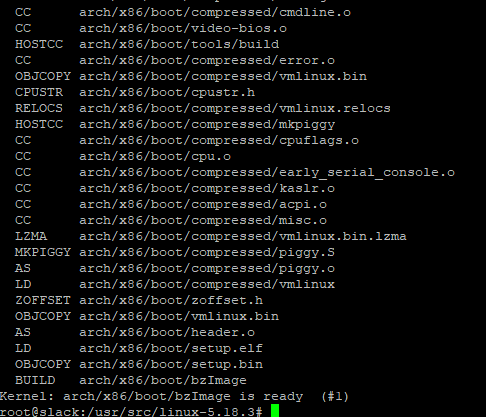 CC arch/x86/boot/compressed/cmdline.o
CC arch/x86/boot/video-bios.o
HOSTCC arch/x86/boot/tools/build
CC arch/x86/boot/compressed/error.o
OBJCOPY arch/x86/boot/compressed/vmlinux.bin
CPUSTR arch/x86/boot/cpustr.h
RELOCS arch/x86/boot/compressed/vmlinux.relocs
HOSTCC arch/x86/boot/compressed/mkpiggy
CC arch/x86/boot/compressed/cpuflags.o
CC arch/x86/boot/cpu.o
CC arch/x86/boot/compressed/early_serial_console.o
CC arch/x86/boot/compressed/kaslr.o
CC arch/x86/boot/compressed/acpi.o
CC arch/x86/boot/compressed/misc.o
LZMA arch/x86/boot/compressed/vmlinux.bin.lzma
MKPIGGY arch/x86/boot/compressed/piggy.S
AS arch/x86/boot/compressed/piggy.o
LD arch/x86/boot/compressed/vmlinux
ZOFFSET arch/x86/boot/zoffset.h
OBJCOPY arch/x86/boot/vmlinux.bin
AS arch/x86/boot/header.o
LD arch/x86/boot/setup.elf
OBJCOPY arch/x86/boot/setup.bin
BUILD arch/x86/boot/bzImage
Kernel: arch/x86/boot/bzImage is ready (#1)
root@slack:/usr/src/linux-5.18.3#